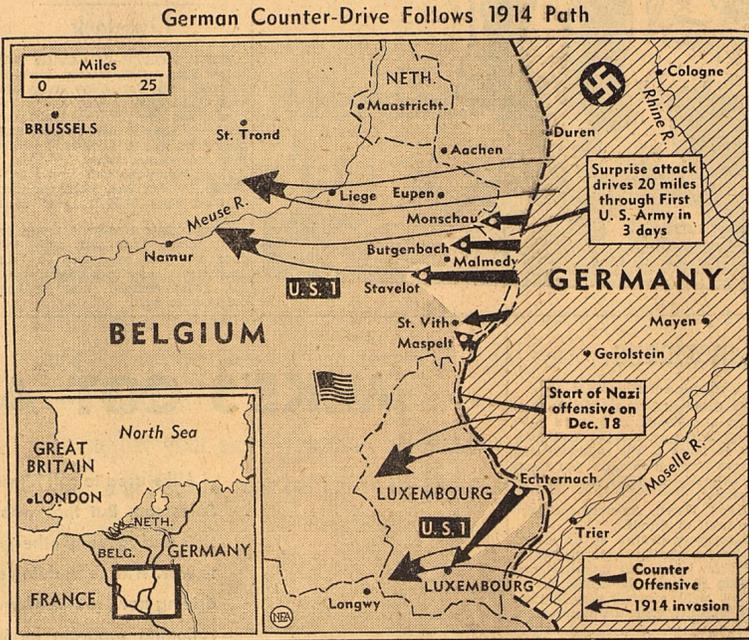 German Counter-Drive Follows 1914 Path
Miles
0 25
BRUSSELS
St. Trond
NETH.
Maastricht
Aachen
Cologne
Rhine R.
Duren
Surprise attack
drives 20 miles
through First
U. S. Army in
3 days
Liege
Eupen
Meuse R.
Monschau
Namur
Butgenbach
Malmedy
U. S. 1
Stavelot
GERMANY
BELGIUM
St. Vith
Maspelt
Mayen
Gerolstein
Start of Nazi
offensive on
Dec. 18
North Sea
GREAT
BRITAIN
LONDON
NETH.
BELG.
GERMANY
FRANCE
Echternach
Moselle R.
LUXEMBOURG
U. S. 1
Trier
LUXEMBOURG
Longwy
NEA
Counter
Offensive
1914 invasion